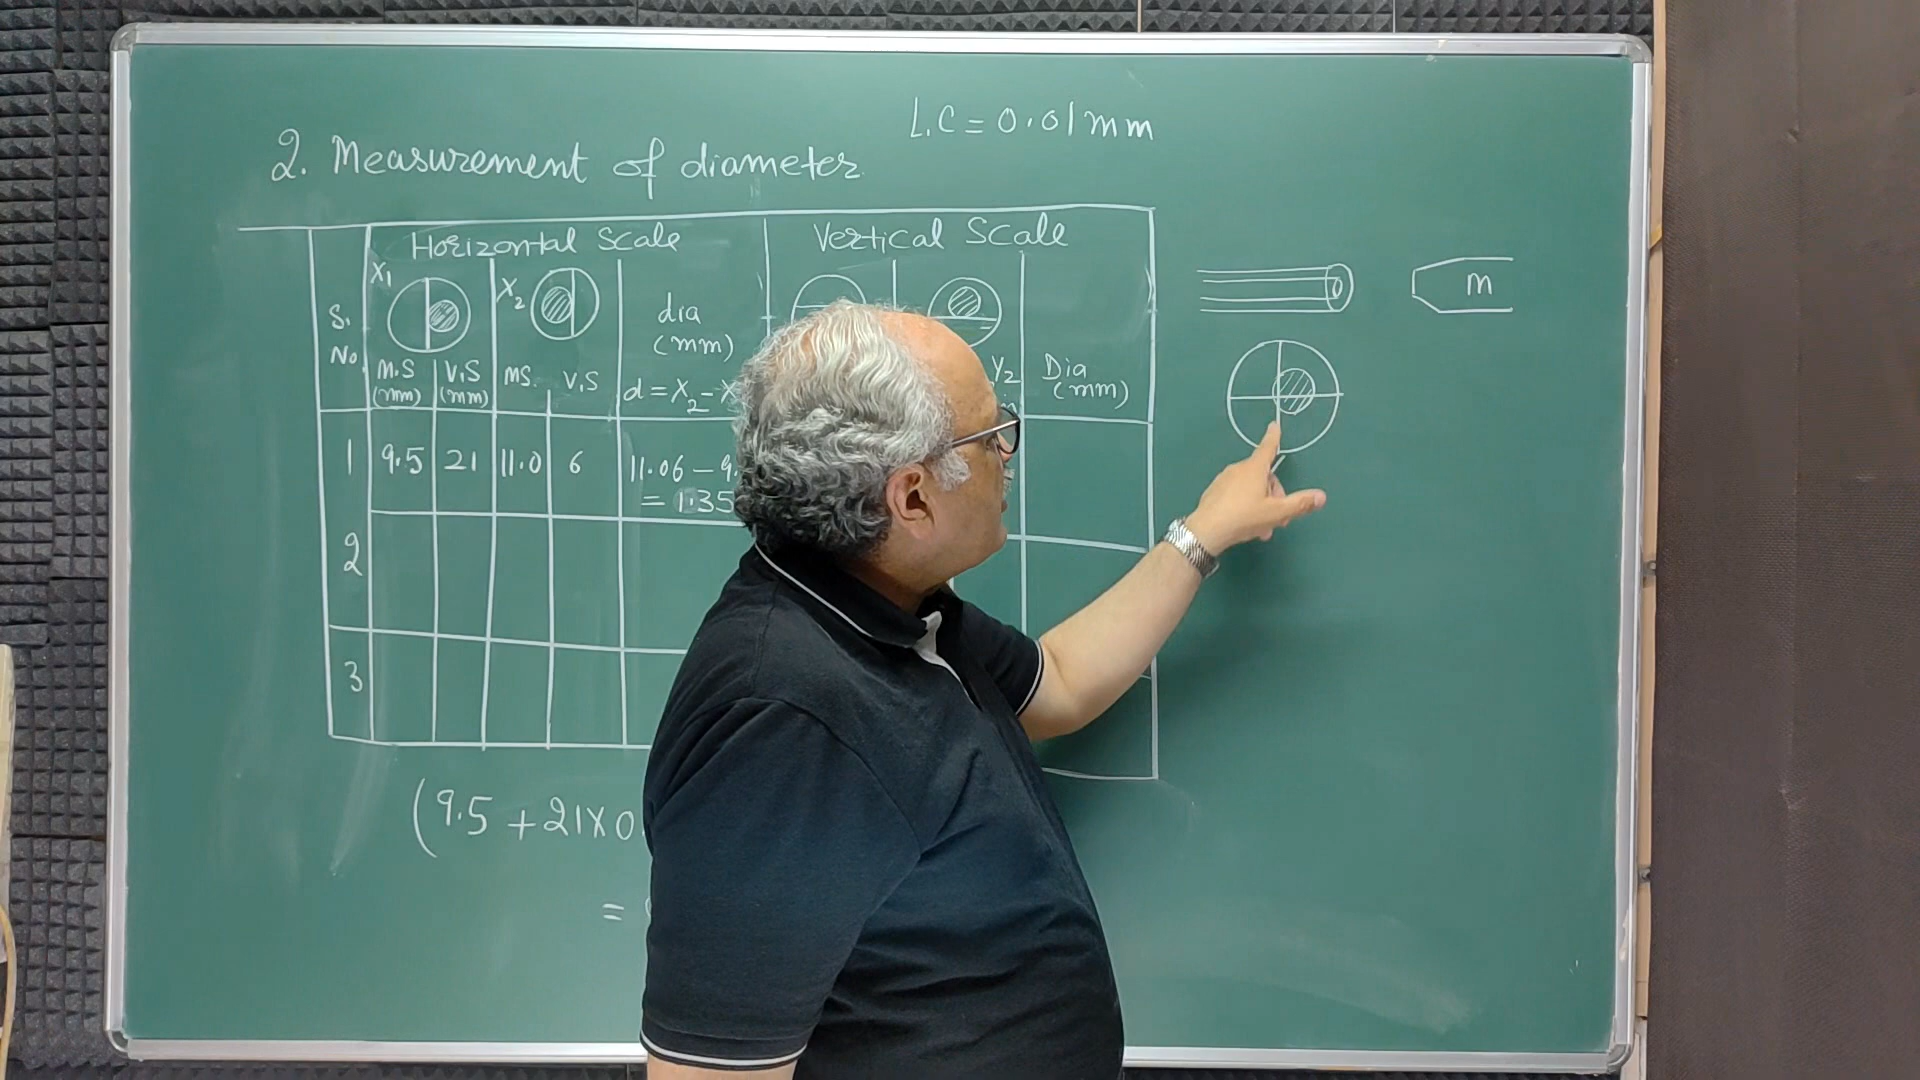 L.C = 0.01mm
2. Measurement of diameter
Horizontal Scale
Vertical Scale
S. No.
X1
X2
dia (mm)
M.S (mm)
V.S (mm)
MS.
V.S
d = X2 - X
Y2
Dia (mm)
1
9.5
21
11.0
6
11.06 - 9.
= 1.35
2
3
(9.5 + 21 X 0.
=
m